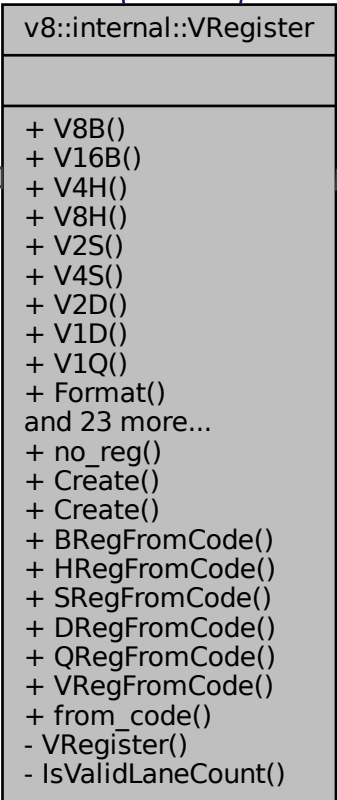 v8::internal::VRegister
+ V8B()
+ V16B()
+ V4H()
+ V8H()
+ V2S()
+ V4S()
+ V2D()
+ V1D()
+ V1Q()
+ Format()
and 23 more...
+ no_reg()
+ Create()
+ Create()
+ BRegFromCode()
+ HRegFromCode()
+ SRegFromCode()
+ DRegFromCode()
+ QRegFromCode()
+ VRegFromCode()
+ from_code()
- VRegister()
- IsValidLaneCount()